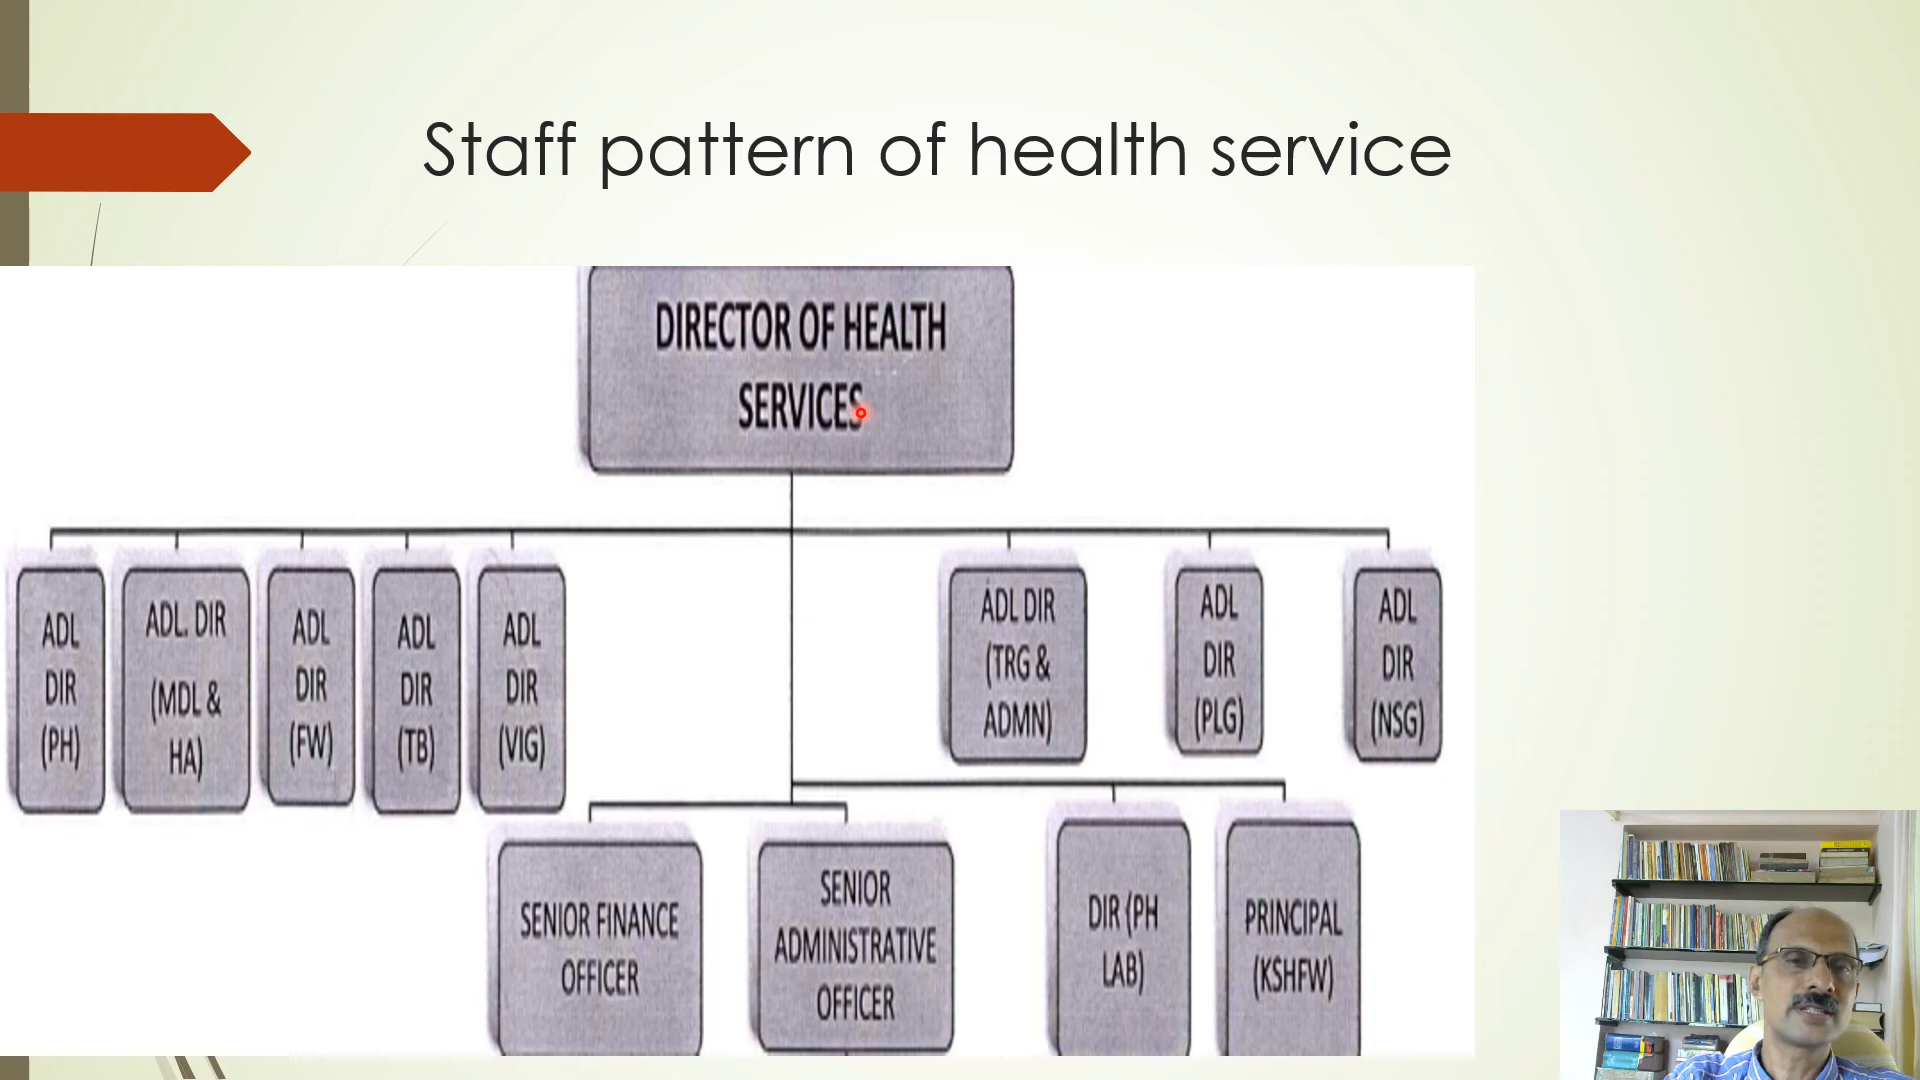 Staff pattern of health service
DIRECTOR OF HEALTH
SERVICES
ADL
DIR
(PH)
ADL. DIR
(MDL &
HA)
ADL
DIR
(FW)
ADL
DIR
(TB)
ADL
DIR
(VIG)
ADL DIR
(TRG &
ADMN)
ADL
DIR
(PLG)
ADL
DIR
(NSG)
SENIOR FINANCE
OFFICER
SENIOR
ADMINISTRATIVE
OFFICER
DIR (PH
LAB)
PRINCIPAL
(KSHFW)